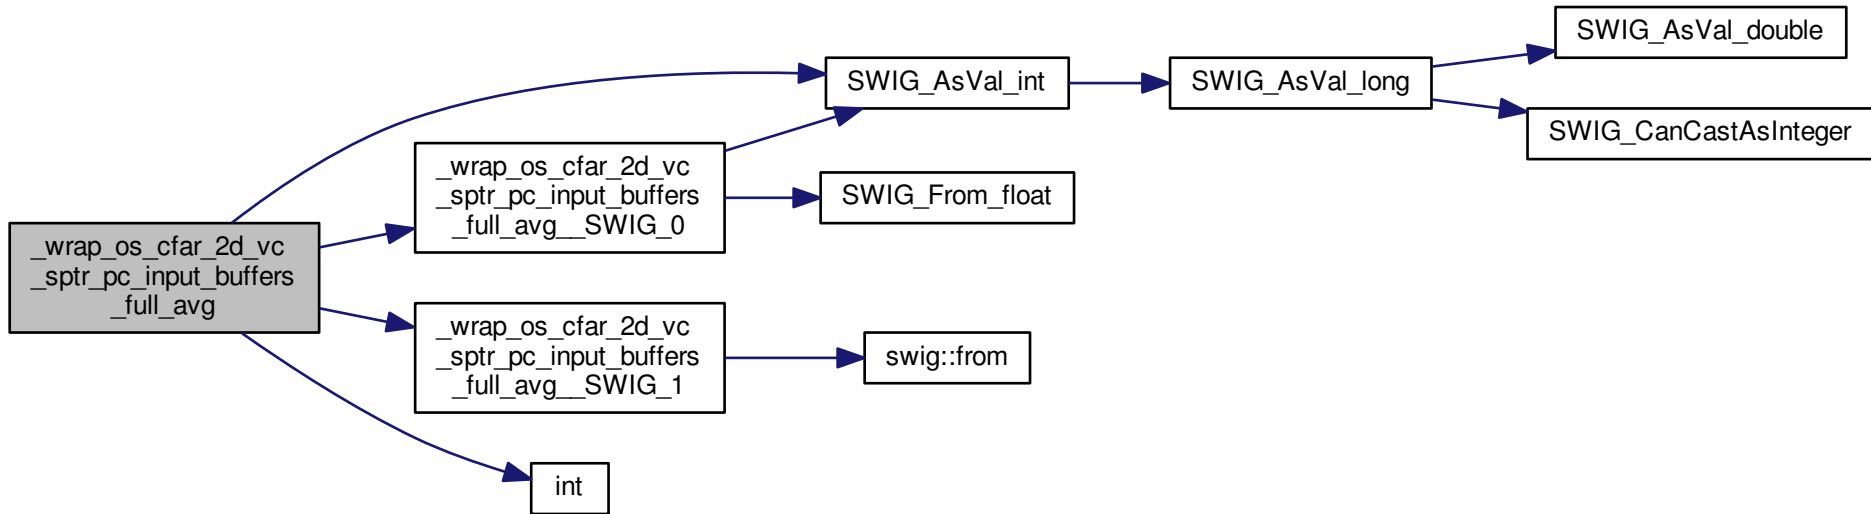 _wrap_os_cfar_2d_vc
_sptr_pc_input_buffers
_full_avg
SWIG_AsVal_int
_wrap_os_cfar_2d_vc
_sptr_pc_input_buffers
_full_avg__SWIG_0
SWIG_From_float
_wrap_os_cfar_2d_vc
_sptr_pc_input_buffers
_full_avg__SWIG_1
swig::from
int
SWIG_AsVal_long
SWIG_AsVal_double
SWIG_CanCastAsInteger